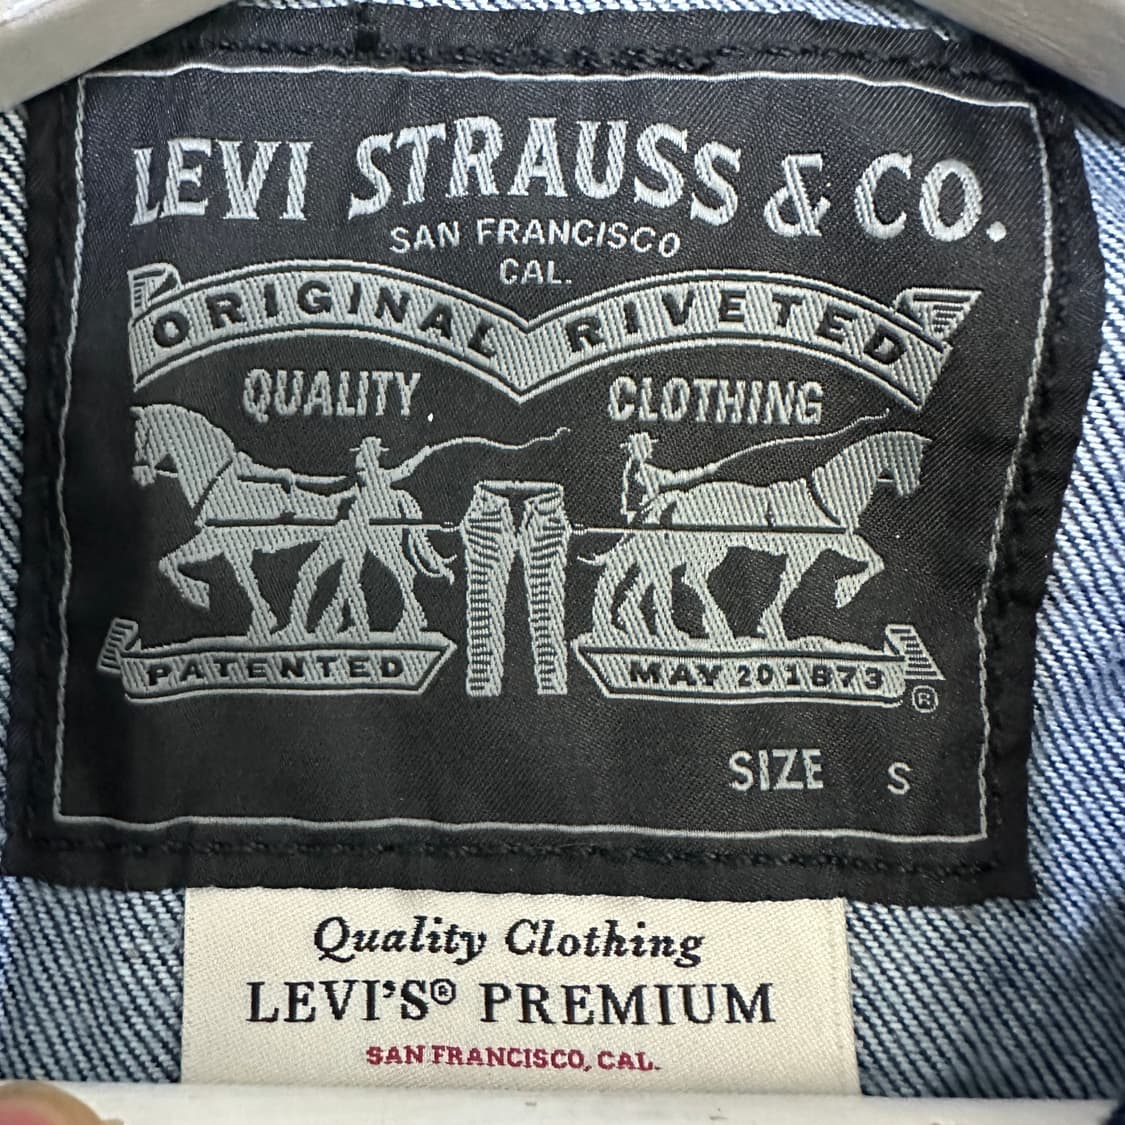 LEVI STRAUSS & CO.
SAN FRANCISCO
CAL.
ORIGINAL RIVETED
QUALITY CLOTHING
PATENTED MAY 20 1873 ®
SIZE S
Quality Clothing
LEVI'S® PREMIUM
SAN FRANCISCO, CAL.